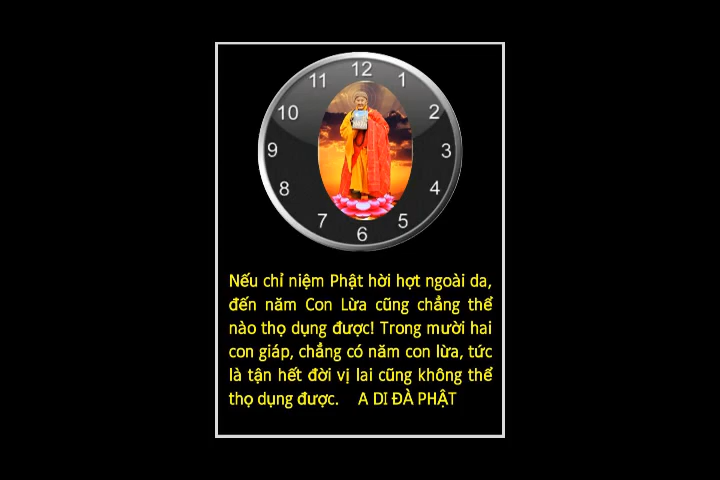 12
11 1
10 2
9 3
8 4
7 5
6
Nếu chỉ niệm Phật hời hợt ngoài da,
đến năm Con Lừa cũng chẳng thể
nào thọ dụng được! Trong mười hai
con giáp, chẳng có năm con lừa, tức
là tận hết đời vị lai cũng không thể
thọ dụng được. A DI ĐÀ PHẬT